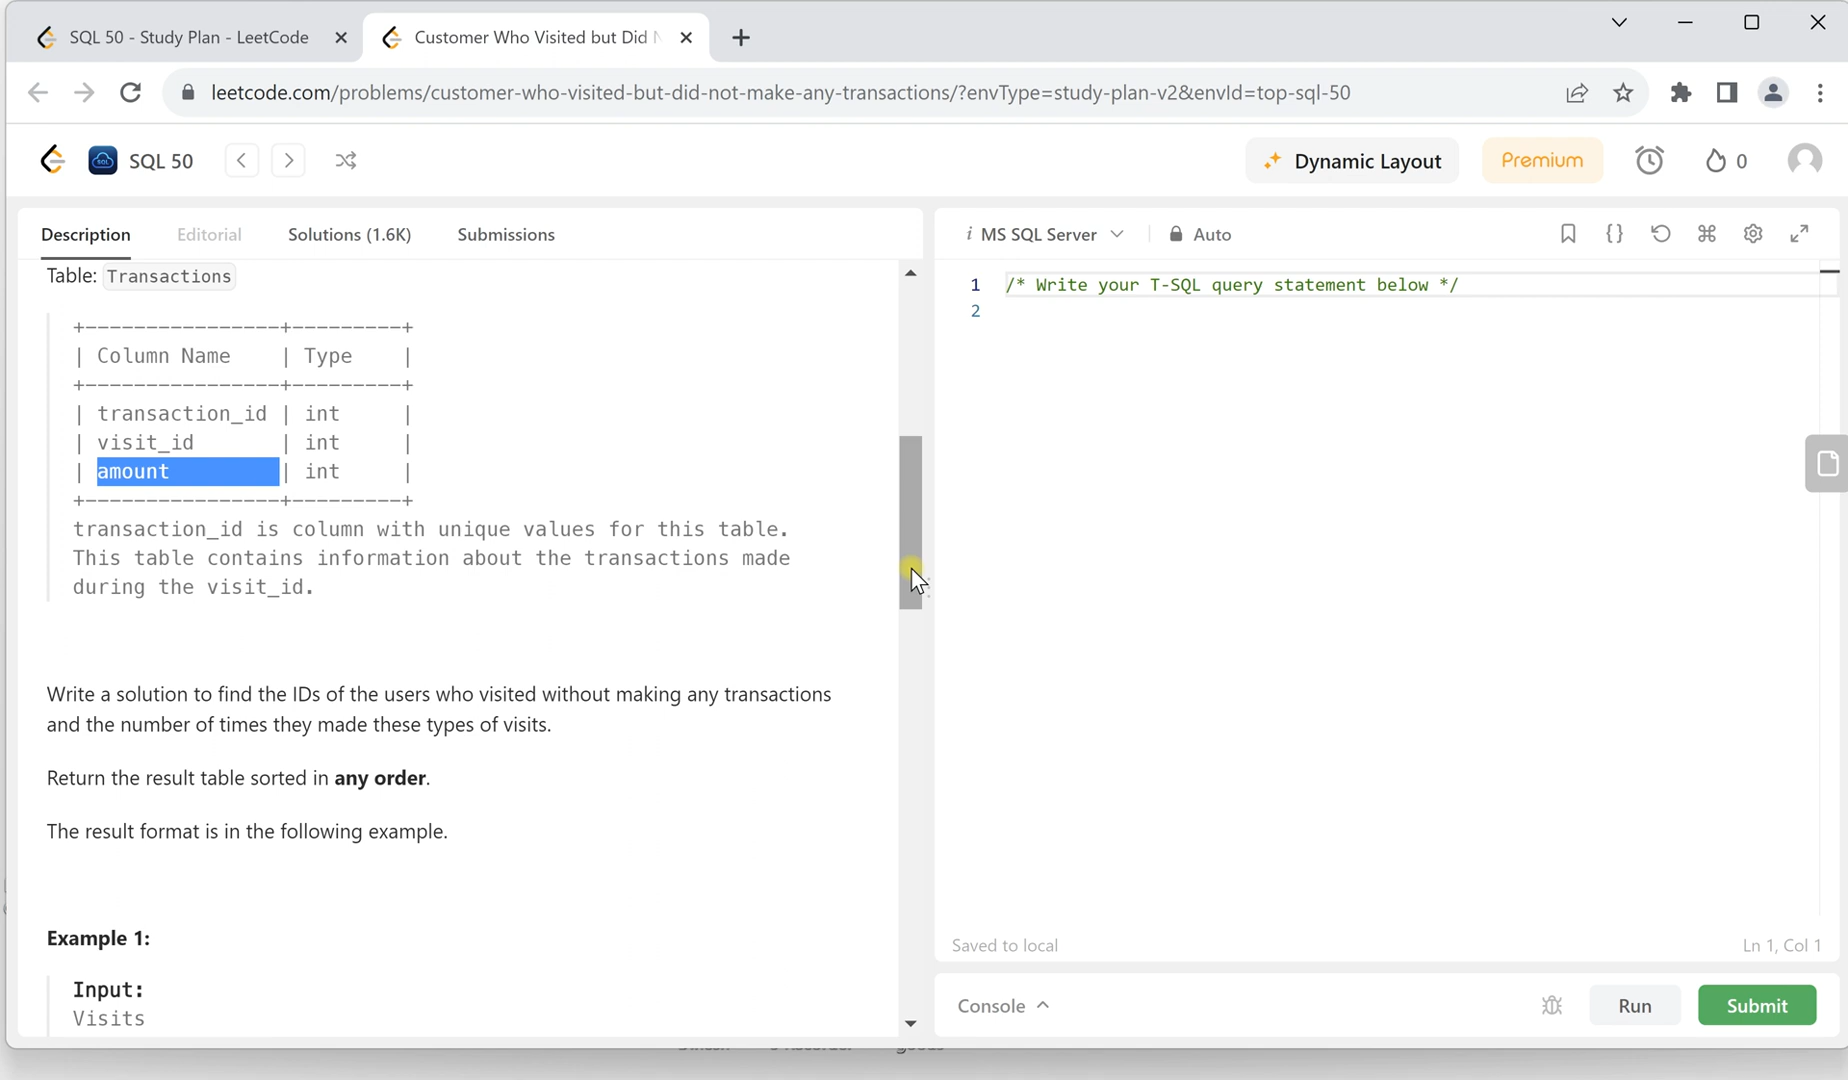 SQL 50 - Study Plan - LeetCode
Customer Who Visited but Did
leetcode.com/problems/customer-who-visited-but-did-not-make-any-transactions/?envType=study-plan-v2&envId=top-sql-50
SQL 50
Dynamic Layout
Premium
0
Description
Editorial
Solutions (1.6K)
Submissions
Table: Transactions
+----------------+---------+
| Column Name    | Type    |
+----------------+---------+
| transaction_id | int     |
| visit_id       | int     |
| amount         | int     |
+----------------+---------+
transaction_id is column with unique values for this table.
This table contains information about the transactions made
during the visit_id.
Write a solution to find the IDs of the users who visited without making any transactions
and the number of times they made these types of visits.
Return the result table sorted in any order.
The result format is in the following example.
Example 1:
Input:
Visits
i MS SQL Server
Auto
{}
1 /* Write your T-SQL query statement below */
2
Saved to local
Ln 1, Col 1
Console
Run
Submit